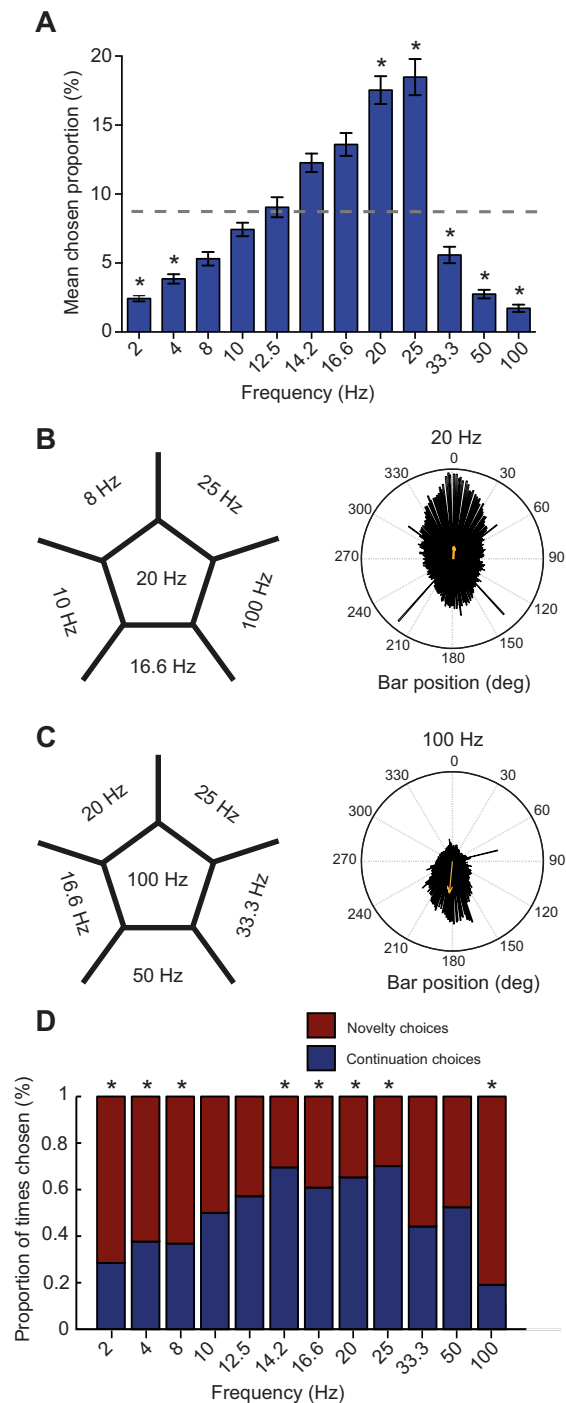 A
Mean chosen proportion (%)
20
15
10
5
0
* * * * * * *
2 4 8 10 12.5 14.2 16.6 20 25 33.3 50 100
Frequency (Hz)
B
8 Hz
25 Hz
20 Hz
10 Hz
100 Hz
16.6 Hz
20 Hz
0
330 30
300 60
270 90
240 120
210 150
180
Bar position (deg)
C
20 Hz
25 Hz
16.6 Hz
100 Hz
33.3 Hz
50 Hz
100 Hz
0
330 30
300 60
270 90
240 120
210 150
180
Bar position (deg)
D
Novelty choices
Continuation choices
Proportion of times chosen (%)
* * * * * * * *
1
0.8
0.6
0.4
0.2
0
2 4 8 10 12.5 14.2 16.6 20 25 33.3 50 100
Frequency (Hz)